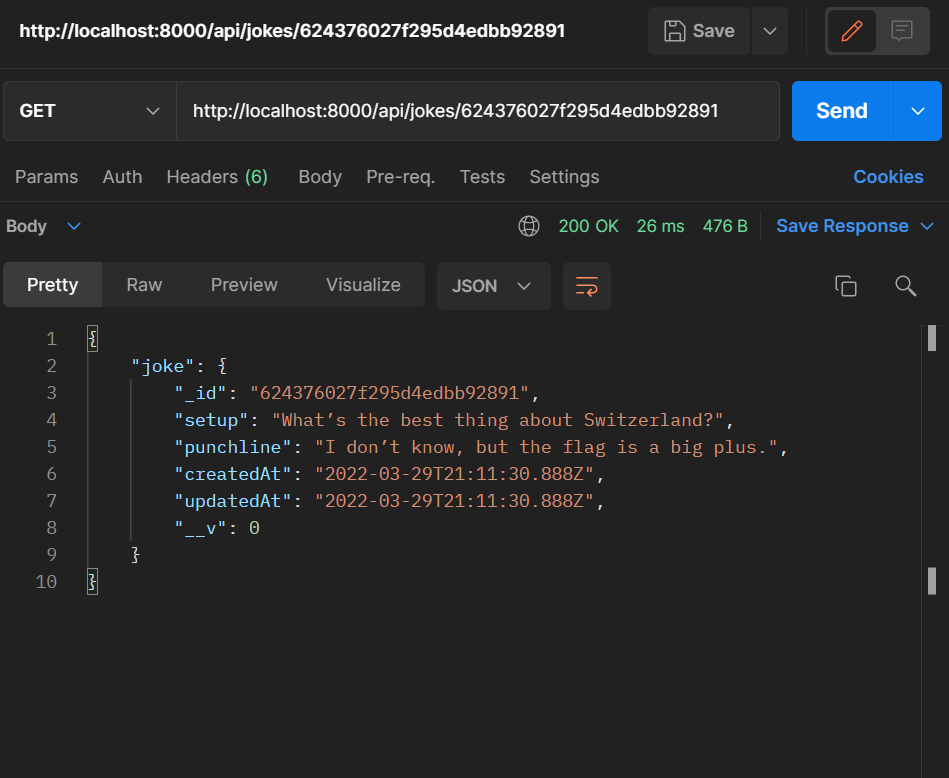 http://localhost:8000/api/jokes/624376027f295d4edbb92891 Save
GET http://localhost:8000/api/jokes/624376027f295d4edbb92891 Send
Params Auth Headers (6) Body Pre-req. Tests Settings Cookies
Body 200 OK 26 ms 476 B Save Response
Pretty Raw Preview Visualize JSON
1 {
2 "joke": {
3 "_id": "624376027f295d4edbb92891",
4 "setup": "What’s the best thing about Switzerland?",
5 "punchline": "I don’t know, but the flag is a big plus.",
6 "createdAt": "2022-03-29T21:11:30.888Z",
7 "updatedAt": "2022-03-29T21:11:30.888Z",
8 "__v": 0
9 }
10 }